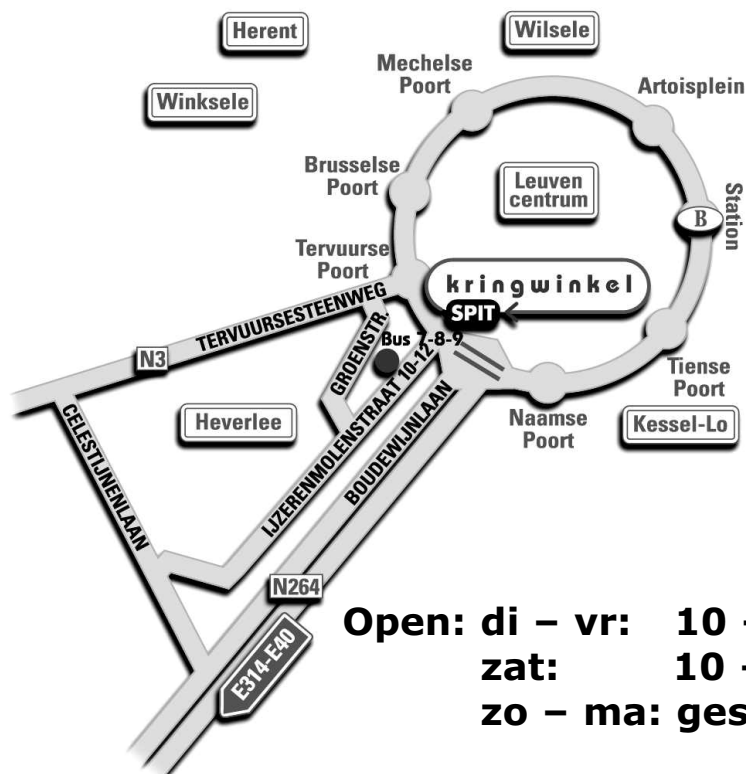 Herent
Wilsele
Mechelse
Poort
Artoisplein
Winksele
Brusselse
Poort
Leuven
centrum
Station
B
Tervuurse
Poort
kringwinkel
SPIT
TERVUURSESTEENWEG
GROENSTR.
Bus 7-8-9
N3
Tiense
Poort
CELESTIJNENLAAN
Heverlee
IJZERENMOLENSTRAAT 10-12
BOUDEWIJNLAAN
Naamse
Poort
Kessel-Lo
N264
E314-E40
Open: di – vr: 10 -
zat: 10 -
zo – ma: ges